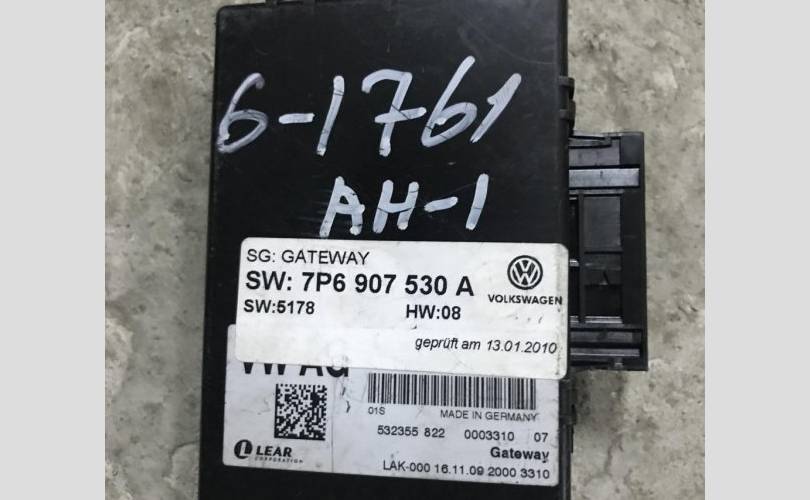 6-1761
AH-1
SG: GATEWAY
SW: 7P6 907 530 A
VOLKSWAGEN
SW:5178 HW:08
geprüft am 13.01.2010
VW AG
01S MADE IN GERMANY
532355 822 0003310 07
LEAR
CORPORATION
Gateway
LAK-000 16.11.09 2000 3310